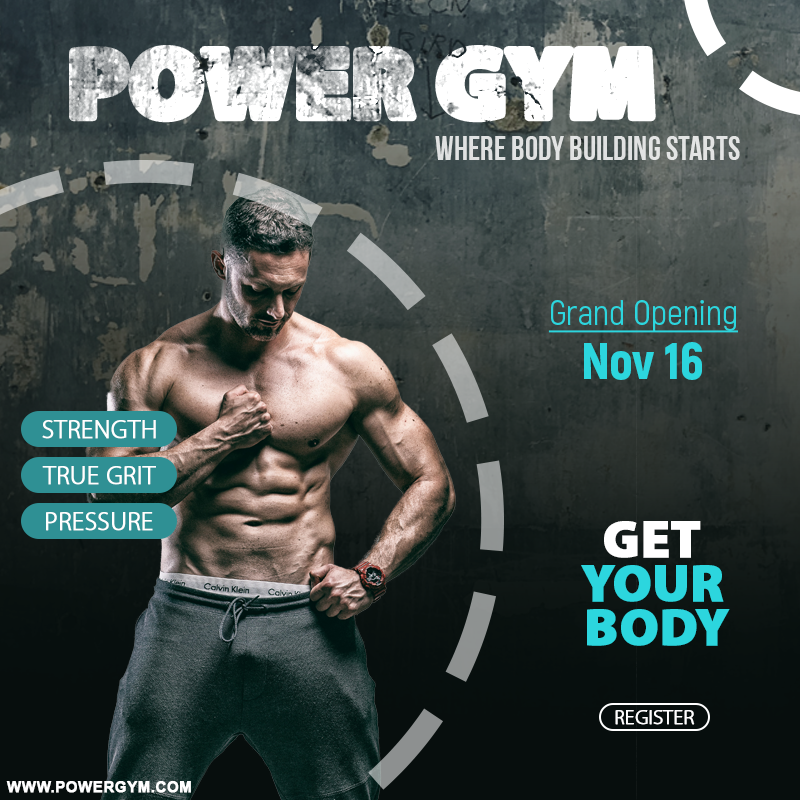 POWER GYM
WHERE BODY BUILDING STARTS
Grand Opening
Nov 16
STRENGTH
TRUE GRIT
PRESSURE
Calvin Klein
GET
YOUR
BODY
REGISTER
WWW.POWERGYM.COM